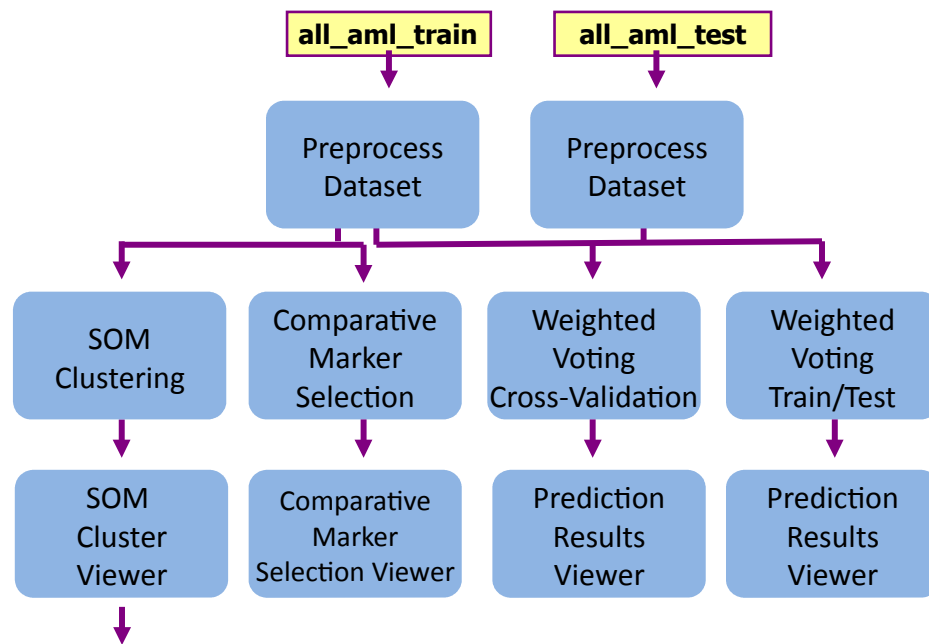 all_aml_train
all_aml_test
Preprocess
Dataset
Preprocess
Dataset
SOM
Clustering
Comparative
Marker
Selection
Weighted
Voting
Cross-Validation
Weighted
Voting
Train/Test
SOM
Cluster
Viewer
Comparative
Marker
Selection Viewer
Prediction
Results
Viewer
Prediction
Results
Viewer